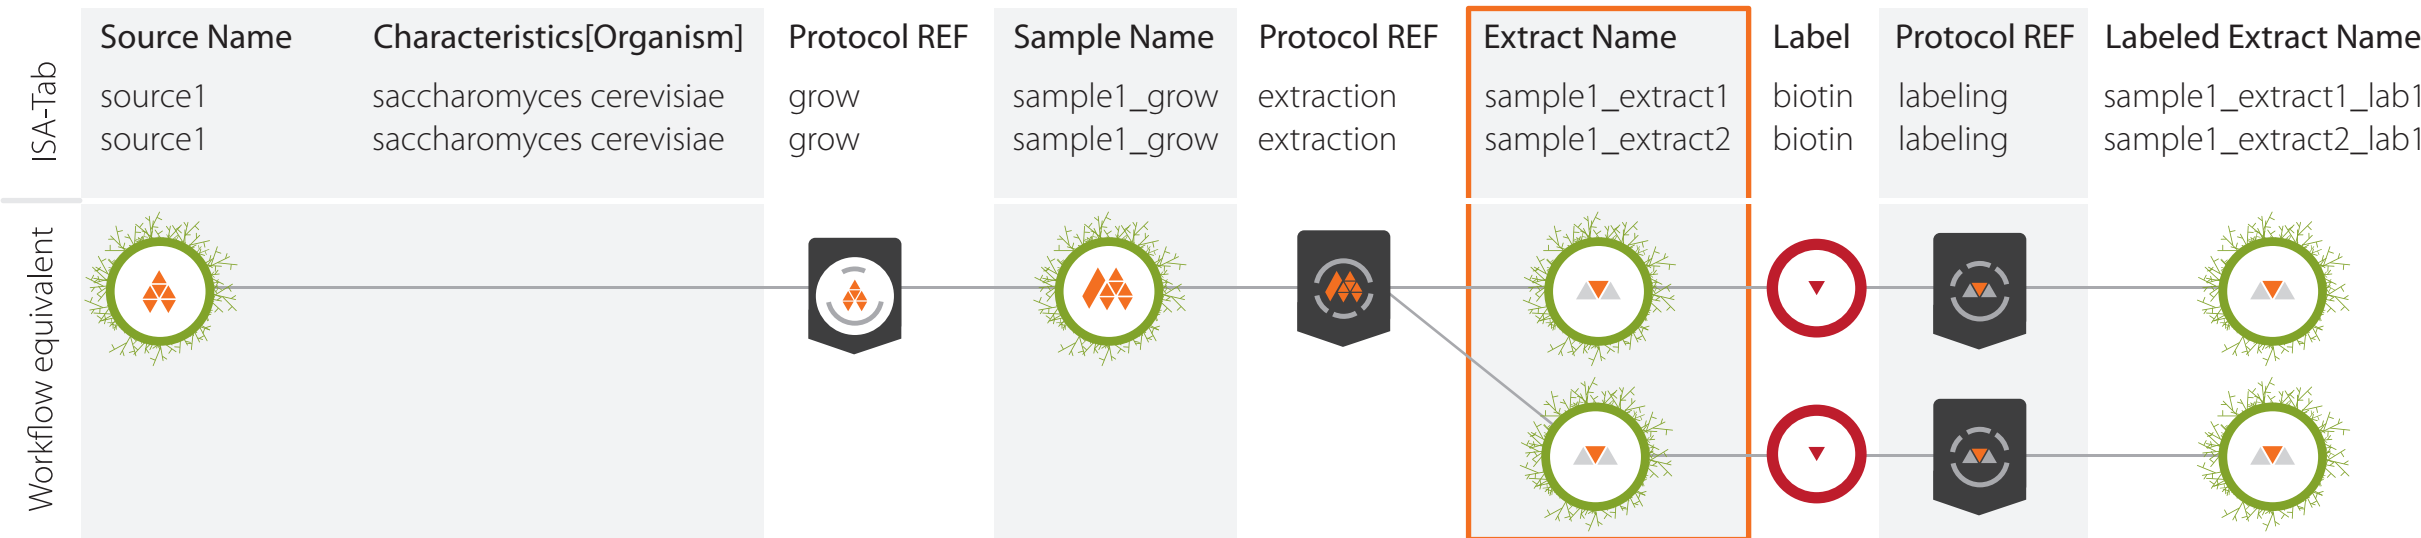 Source Name Characteristics[Organism] Protocol REF Sample Name Protocol REF Extract Name Label Protocol REF Labeled Extract Name
source1 saccharomyces cerevisiae grow sample1_grow extraction sample1_extract1 biotin labeling sample1_extract1_lab1
source1 saccharomyces cerevisiae grow sample1_grow extraction sample1_extract2 biotin labeling sample1_extract2_lab1
ISA-Tab
Workflow equivalent